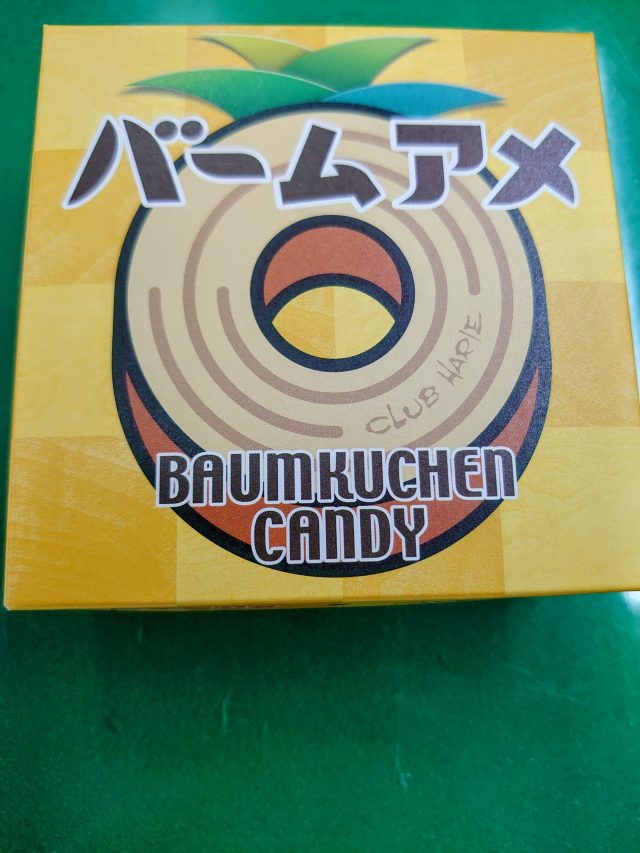 バームアメ
CLUB HARIE
BAUMKUCHEN
CANDY